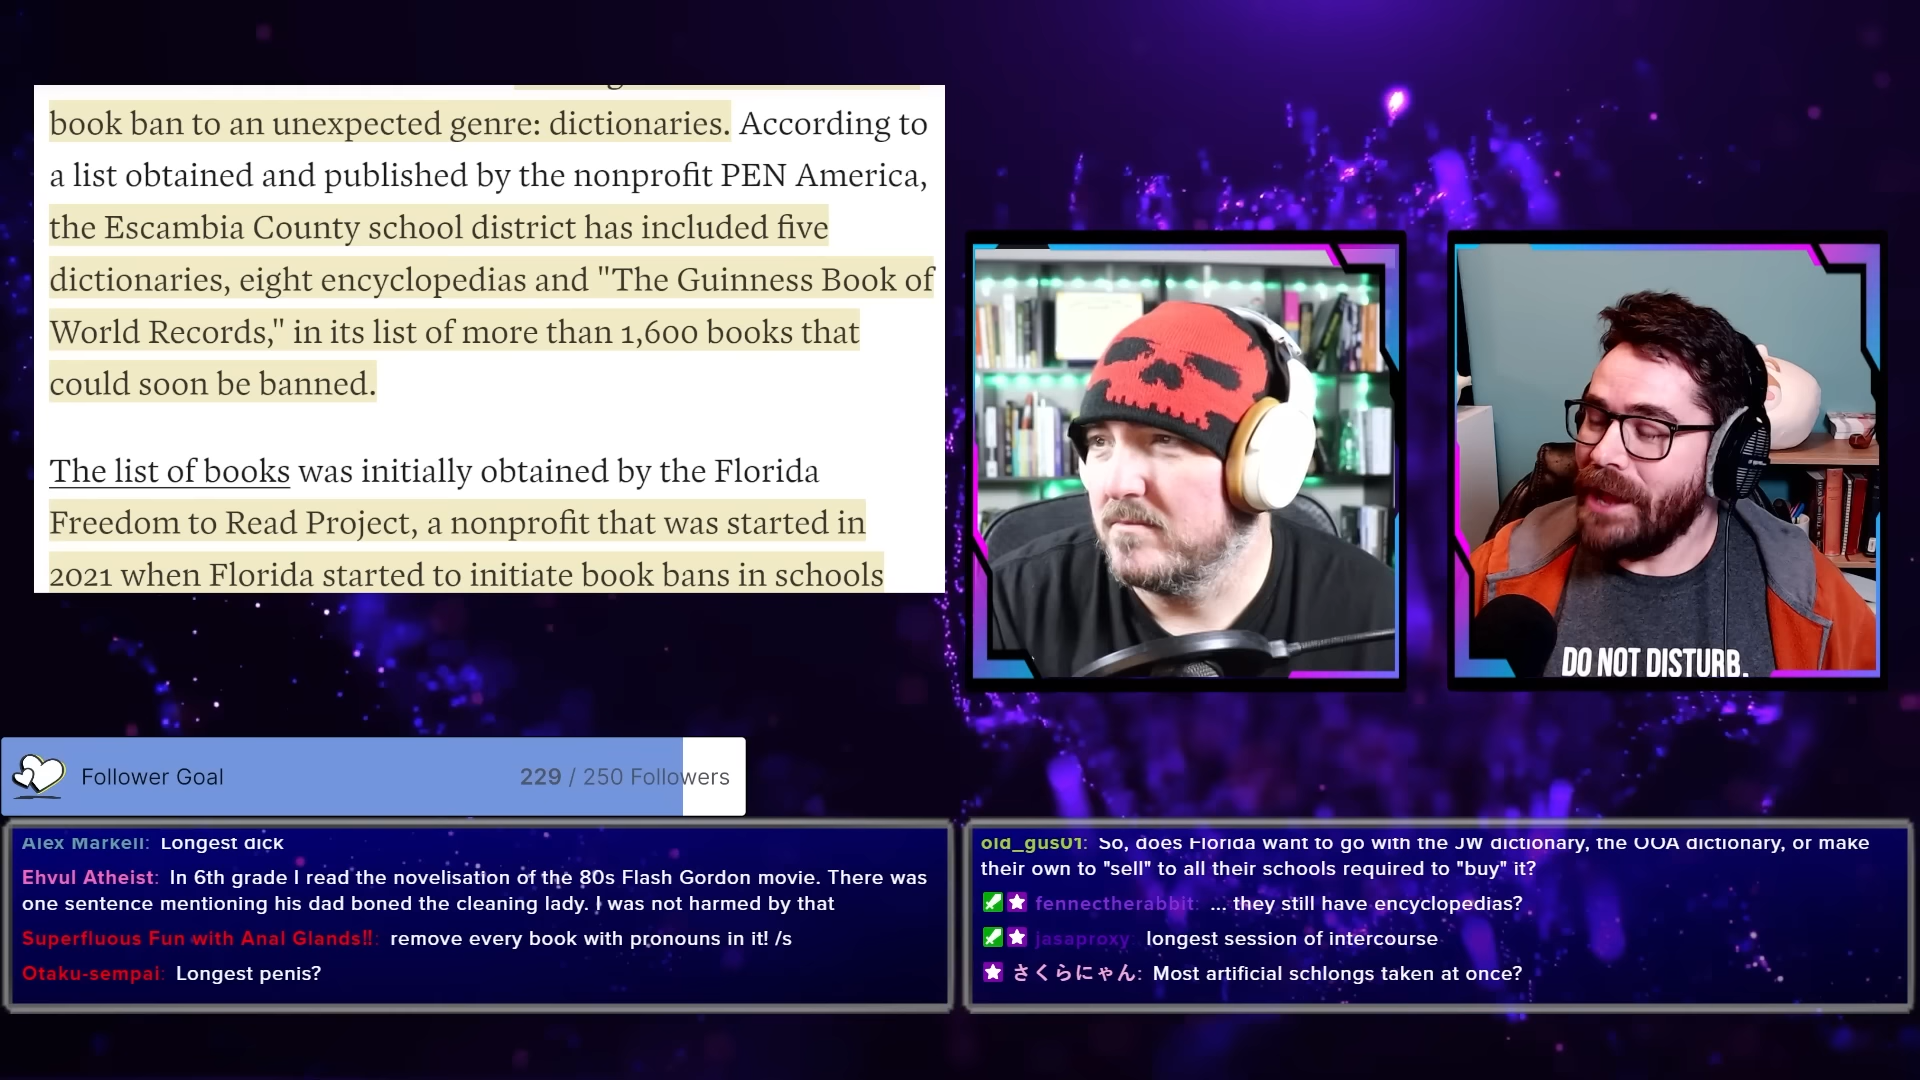 book ban to an unexpected genre: dictionaries. According to
a list obtained and published by the nonprofit PEN America,
the Escambia County school district has included five
dictionaries, eight encyclopedias and "The Guinness Book of
World Records," in its list of more than 1,600 books that
could soon be banned.
The list of books was initially obtained by the Florida
Freedom to Read Project, a nonprofit that was started in
2021 when Florida started to initiate book bans in schools
DO NOT DISTURB.
Follower Goal 229 / 250 Followers
Alex Markell: Longest dick
Ehvul Atheist: In 6th grade I read the novelisation of the 80s Flash Gordon movie. There was
one sentence mentioning his dad boned the cleaning lady. I was not harmed by that
Superfluous Fun with Anal Glands!!: remove every book with pronouns in it! /s
Otaku-sempai: Longest penis?
old_gus01: So, does Florida want to go with the JW dictionary, the OOA dictionary, or make
their own to "sell" to all their schools required to "buy" it?
fennectherabbit: ... they still have encyclopedias?
jasaproxy: longest session of intercourse
さくらにゃん: Most artificial schlongs taken at once?